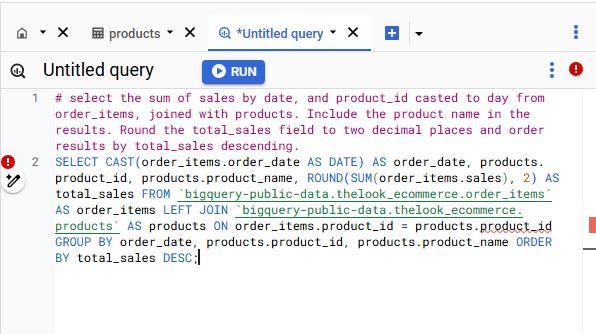 products
*Untitled query
Untitled query
RUN
1 # select the sum of sales by date, and product_id casted to day from
order_items, joined with products. Include the product name in the
results. Round the total_sales field to two decimal places and order
results by total_sales descending.
2 SELECT CAST(order_items.order_date AS DATE) AS order_date, products.
product_id, products.product_name, ROUND(SUM(order_items.sales), 2) AS
total_sales FROM `bigquery-public-data.thelook_ecommerce.order_items`
AS order_items LEFT JOIN `bigquery-public-data.thelook_ecommerce.
products` AS products ON order_items.product_id = products.product_id
GROUP BY order_date, products.product_id, products.product_name ORDER
BY total_sales DESC;